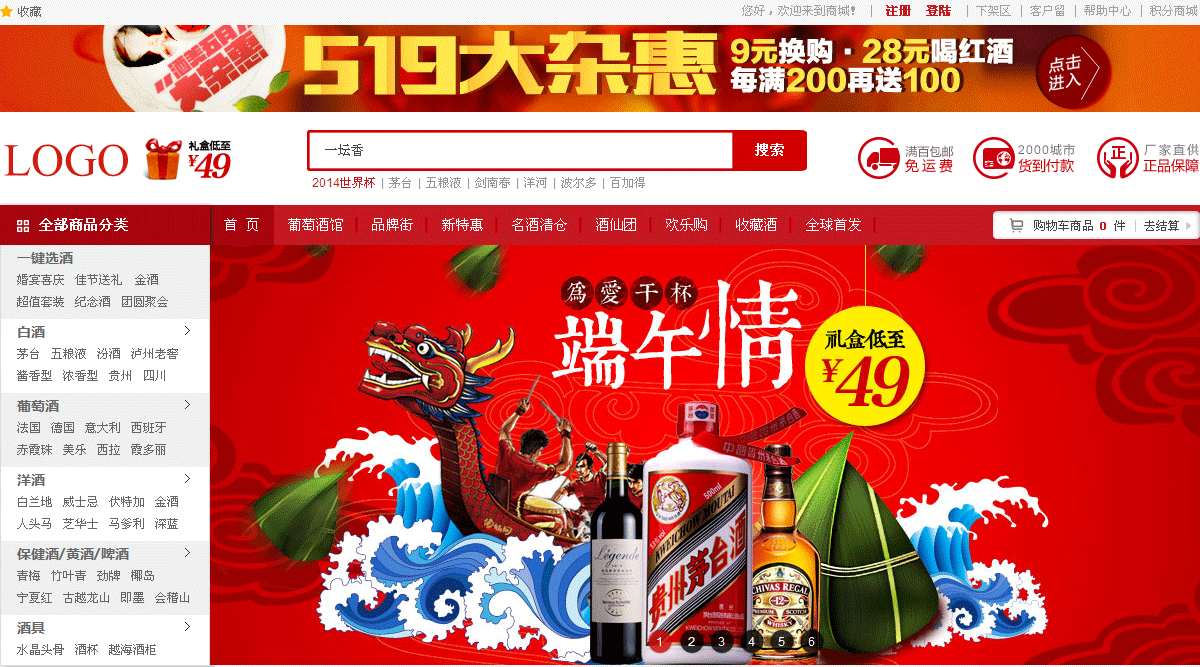 收藏
您好，欢迎来到商城! | 注册 登陆 | 下架区 | 客户留 | 帮助中心 | 积分商城
519大杂惠
9元换购·28元喝红酒
每满200再送100
点击
进入
LOGO
礼盒低至
¥49
一坛香
搜索
2014世界杯 | 茅台 | 五粮液 | 剑南春 | 洋河 | 波尔多 | 百加得
满百包邮
免运费
2000城市
货到付款
正
厂家直供
正品保障
全部商品分类
首 页
葡萄酒馆
品牌街
新特惠
名酒清仓
酒仙团
欢乐购
收藏酒
全球首发
购物车商品 0 件 | 去结算
一键选酒
婚宴喜庆 佳节送礼 金酒
超值套装 纪念酒 团圆聚会
白酒
茅台 五粮液 汾酒 泸州老窖
酱香型 浓香型 贵州 四川
葡萄酒
法国 德国 意大利 西班牙
赤霞珠 美乐 西拉 霞多丽
洋酒
白兰地 威士忌 伏特加 金酒
人头马 芝华士 马爹利 深蓝
保健酒/黄酒/啤酒
青梅 竹叶青 劲牌 椰岛
宁夏红 古越龙山 即墨 会稽山
酒具
水晶头骨 酒杯 越海酒柜
為愛干杯
端午情
礼盒低至
¥49
Légende
500ml
53%vol
KWEICHOW MOUTAI
贵州茅台酒
CHIVAS REGAL
12
PREMIUM SCOTCH
WHISKY
1 2 3 4 5 6